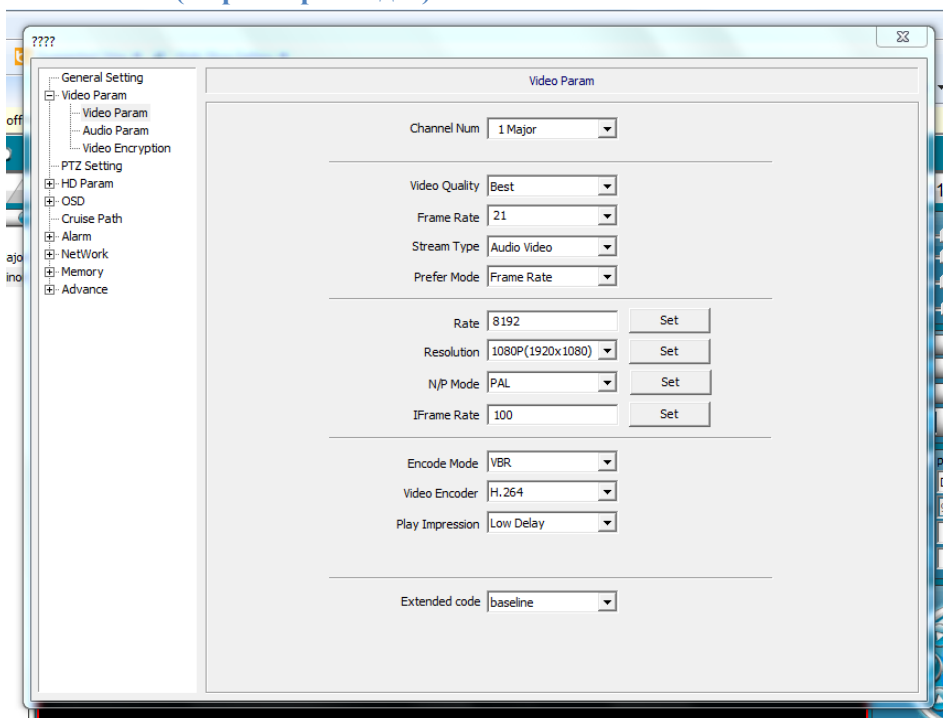 ????
General Setting
Video Param
Video Param
Audio Param
Video Encryption
PTZ Setting
HD Param
OSD
Cruise Path
Alarm
NetWork
Memory
Advance
Video Param
Channel Num 1 Major
Video Quality Best
Frame Rate 21
Stream Type Audio Video
Prefer Mode Frame Rate
Rate 8192 Set
Resolution 1080P(1920x1080) Set
N/P Mode PAL Set
IFrame Rate 100 Set
Encode Mode VBR
Video Encoder H.264
Play Impression Low Delay
Extended code baseline
off
ajo
ino